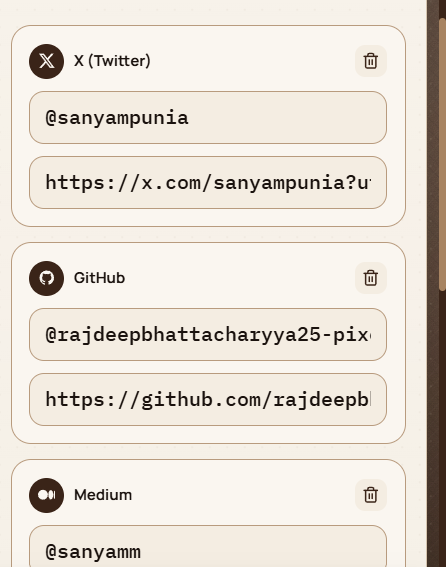 X (Twitter)
@sanyampunia
https://x.com/sanyampunia?u
GitHub
@rajdeepbhattacharyya25-pix
https://github.com/rajdeepb
Medium
@sanyamm